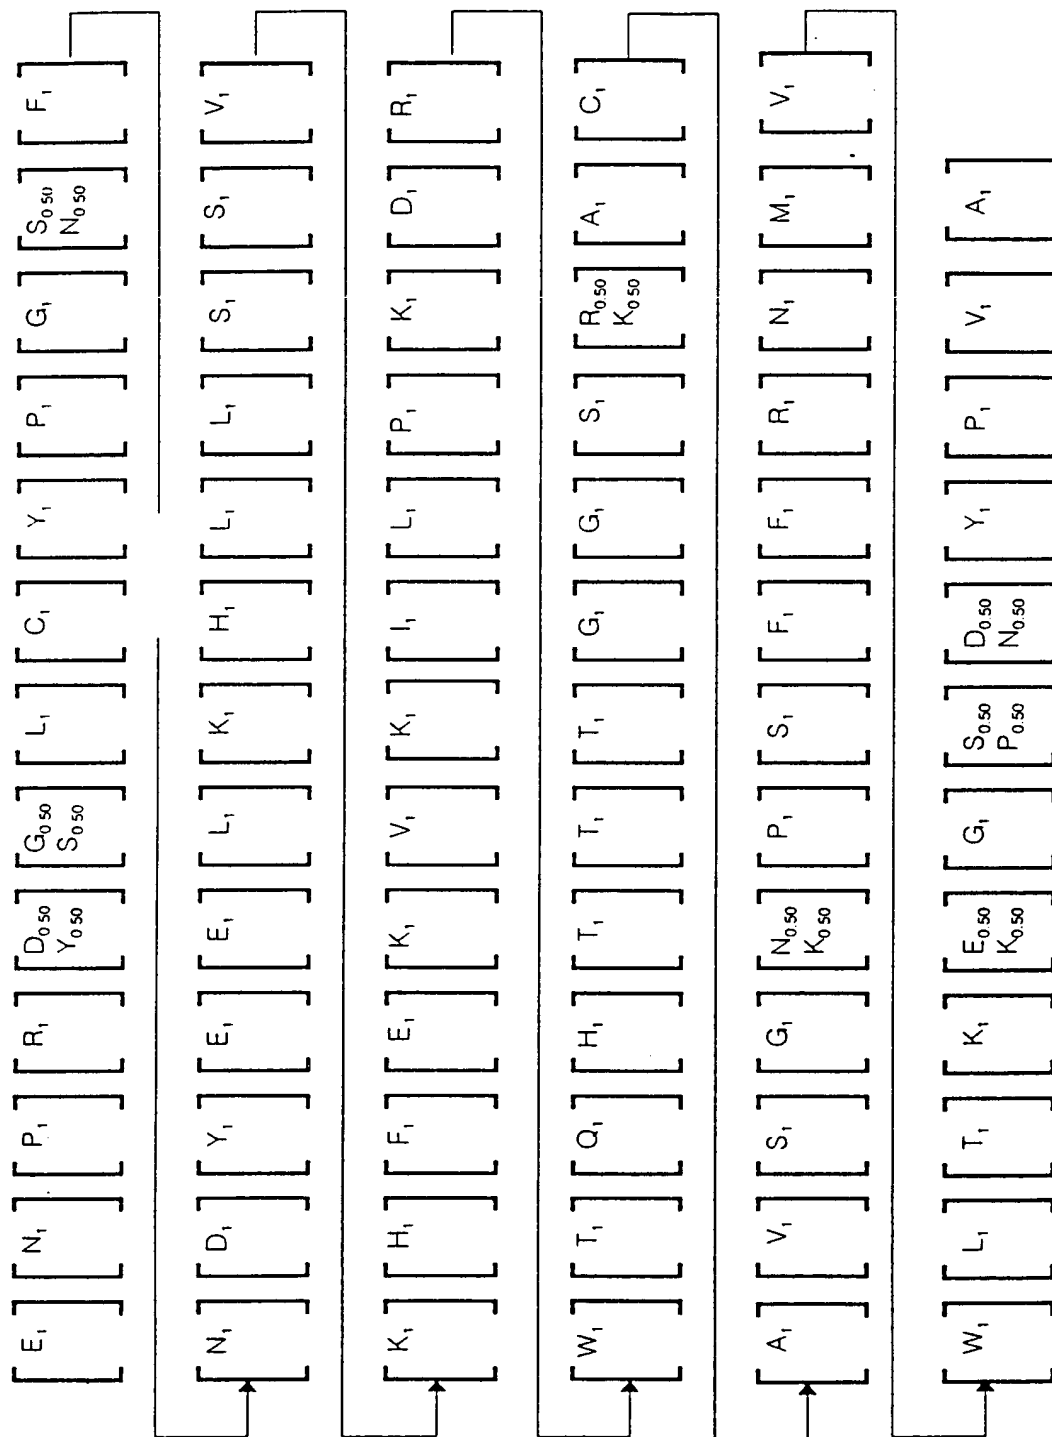 E₁ N₁ P₁ R₁ D₀.₅₀ Y₀.₅₀ G₀.₅₀ S₀.₅₀ L₁ C₁ Y₁ P₁ G₁ S₀.₅₀ N₀.₅₀ F₁
N₁ D₁ Y₁ E₁ E₁ L₁ K₁ H₁ L₁ L₁ S₁ S₁ V₁
K₁ H₁ F₁ E₁ K₁ V₁ K₁ I₁ L₁ P₁ K₁ D₁ R₁
W₁ T₁ Q₁ H₁ T₁ T₁ T₁ G₁ G₁ S₁ R₀.₅₀ K₀.₅₀ A₁ C₁
A₁ V₁ S₁ G₁ N₀.₅₀ K₀.₅₀ P₁ S₁ F₁ F₁ R₁ N₁ M₁ V₁
W₁ L₁ T₁ K₁ E₀.₅₀ K₀.₅₀ G₁ S₀.₅₀ P₀.₅₀ D₀.₅₀ N₀.₅₀ Y₁ P₁ V₁ A₁